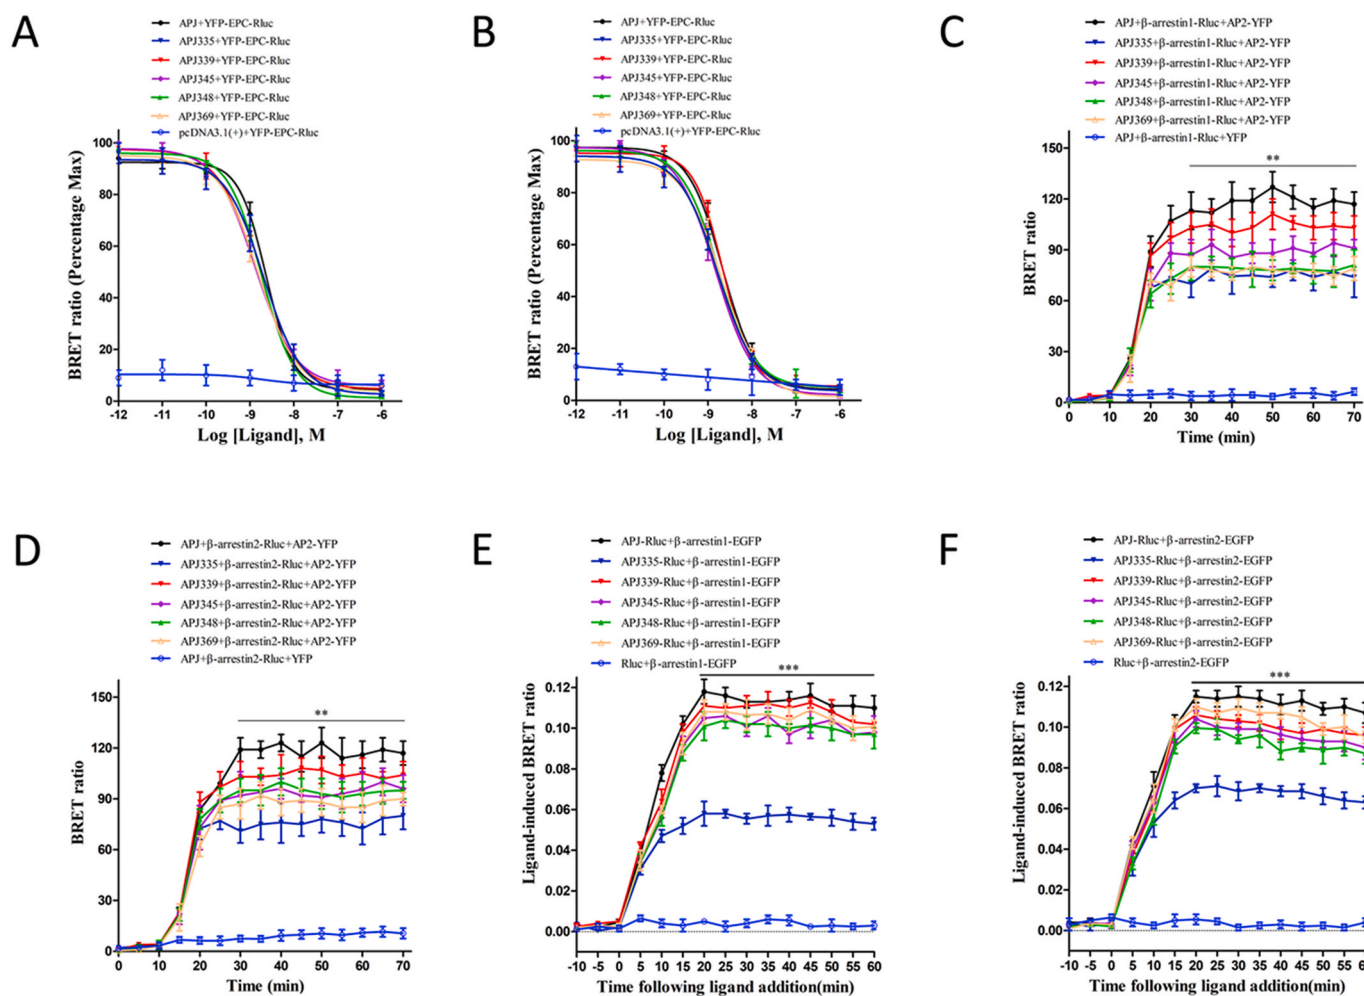 A
APJ+YFP-EPC-Rluc
APJ335+YFP-EPC-Rluc
APJ339+YFP-EPC-Rluc
APJ345+YFP-EPC-Rluc
APJ348+YFP-EPC-Rluc
APJ369+YFP-EPC-Rluc
pcDNA3.1(+)+YFP-EPC-Rluc
BRET ratio (Percentage Max)
100
80
60
40
20
0
-12 -11 -10 -9 -8 -7 -6
Log [Ligand], M
B
APJ+YFP-EPC-Rluc
APJ335+YFP-EPC-Rluc
APJ339+YFP-EPC-Rluc
APJ345+YFP-EPC-Rluc
APJ348+YFP-EPC-Rluc
APJ369+YFP-EPC-Rluc
pcDNA3.1(+)+YFP-EPC-Rluc
BRET ratio (Percentage Max)
100
80
60
40
20
0
-12 -11 -10 -9 -8 -7 -6
Log [Ligand], M
C
APJ+β-arrestin1-Rluc+AP2-YFP
APJ335+β-arrestin1-Rluc+AP2-YFP
APJ339+β-arrestin1-Rluc+AP2-YFP
APJ345+β-arrestin1-Rluc+AP2-YFP
APJ348+β-arrestin1-Rluc+AP2-YFP
APJ369+β-arrestin1-Rluc+AP2-YFP
APJ+β-arrestin1-Rluc+YFP
**
BRET ratio
150
120
90
60
30
0
0 10 20 30 40 50 60 70
Time (min)
D
APJ+β-arrestin2-Rluc+AP2-YFP
APJ335+β-arrestin2-Rluc+AP2-YFP
APJ339+β-arrestin2-Rluc+AP2-YFP
APJ345+β-arrestin2-Rluc+AP2-YFP
APJ348+β-arrestin2-Rluc+AP2-YFP
APJ369+β-arrestin2-Rluc+AP2-YFP
APJ+β-arrestin2-Rluc+YFP
**
BRET ratio
150
120
90
60
30
0
0 10 20 30 40 50 60 70
Time (min)
E
APJ-Rluc+β-arrestin1-EGFP
APJ335-Rluc+β-arrestin1-EGFP
APJ339-Rluc+β-arrestin1-EGFP
APJ345-Rluc+β-arrestin1-EGFP
APJ348-Rluc+β-arrestin1-EGFP
APJ369-Rluc+β-arrestin1-EGFP
Rluc+β-arrestin1-EGFP
***
Ligand-induced BRET ratio
0.12
0.10
0.08
0.06
0.04
0.02
0.00
-10 -5 0 5 10 15 20 25 30 35 40 45 50 55 60
Time following ligand addition(min)
F
APJ-Rluc+β-arrestin2-EGFP
APJ335-Rluc+β-arrestin2-EGFP
APJ339-Rluc+β-arrestin2-EGFP
APJ345-Rluc+β-arrestin2-EGFP
APJ348-Rluc+β-arrestin2-EGFP
APJ369-Rluc+β-arrestin2-EGFP
Rluc+β-arrestin2-EGFP
***
Ligand-induced BRET ratio
0.12
0.10
0.08
0.06
0.04
0.02
0.00
-10 -5 0 5 10 15 20 25 30 35 40 45 50 55 60
Time following ligand addition(min)